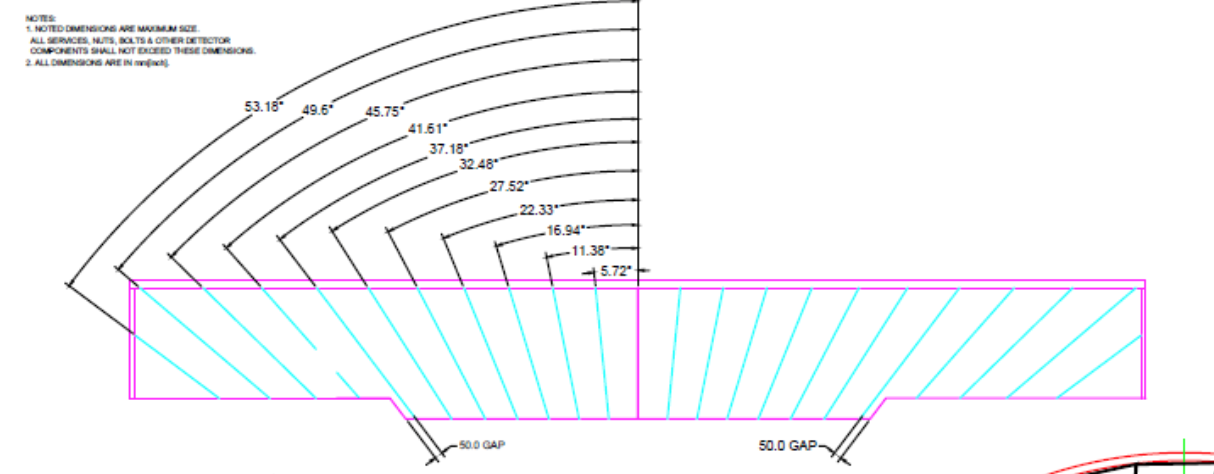 NOTES:
1. NOTED DIMENSIONS ARE MAXIMUM SIZE.
ALL SERVICES, NUTS, BOLTS & OTHER DETECTOR
COMPONENTS SHALL NOT EXCEED THESE DIMENSIONS.
2. ALL DIMENSIONS ARE IN mm[inch].
53.18°
49.6°
45.75°
41.61°
37.18°
32.48°
27.52°
22.33°
16.94°
11.38°
5.72°
50.0 GAP
50.0 GAP